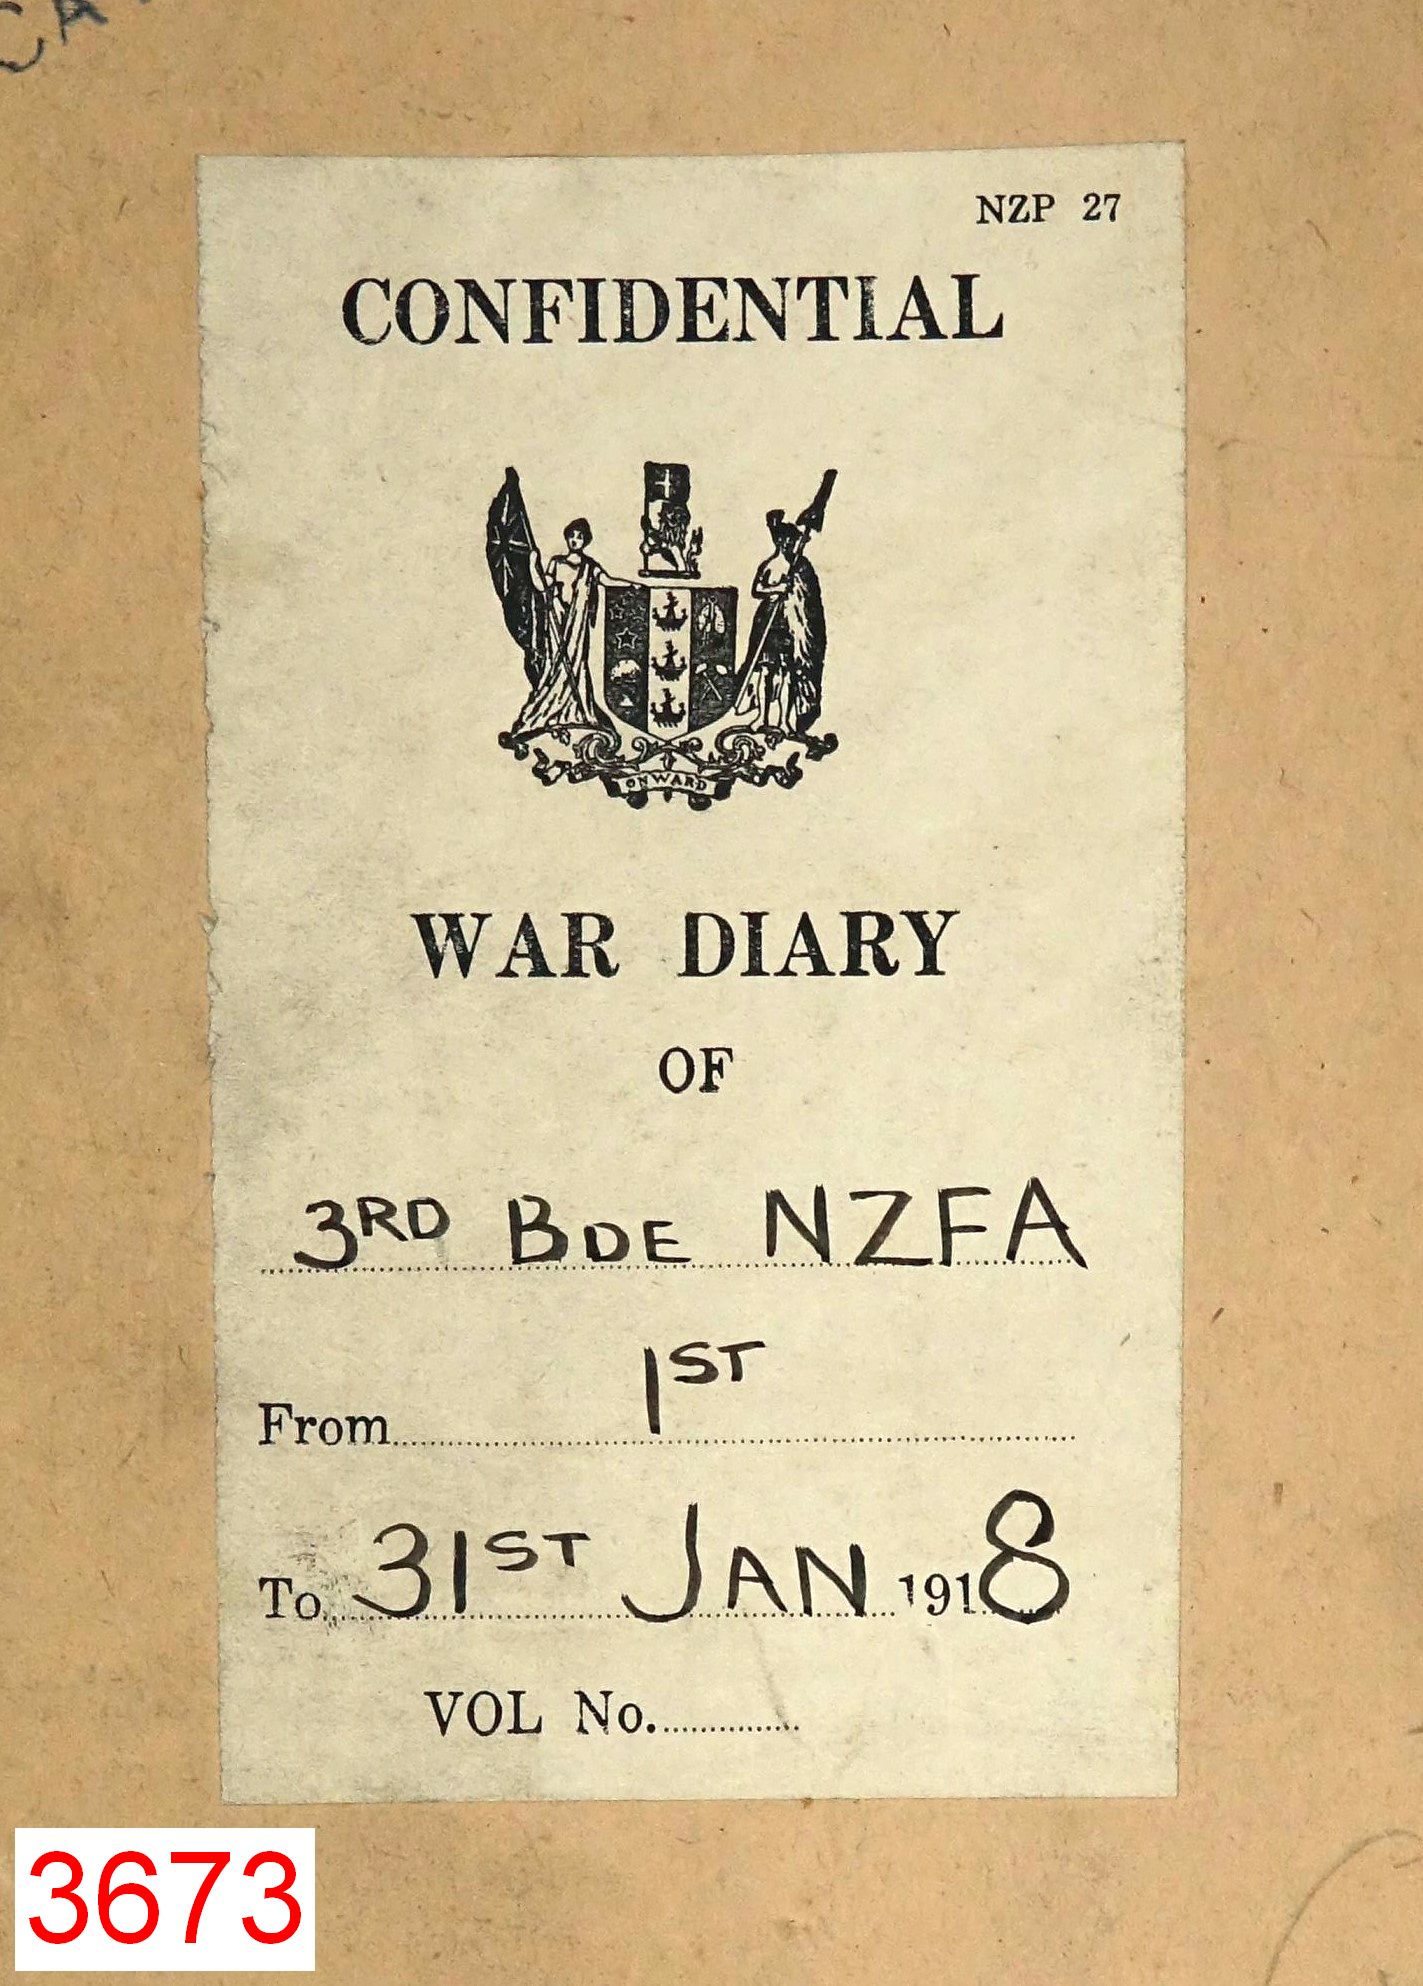 CA
NZP 27
CONFIDENTIAL
ONWARD
WAR DIARY
OF
3RD BDE NZFA
From 1ST
To 31ST JAN 1918
VOL No.
3673